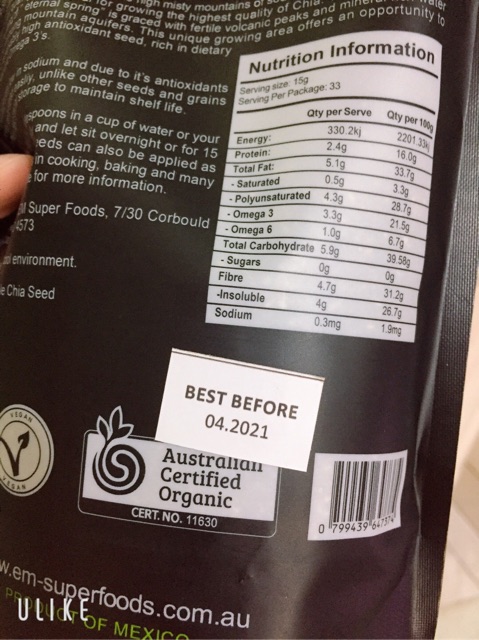 high misty mountains of
for growing the highest quality of Chia.
eternal spring" is graced with fertile volcanic peaks and mineral
mountain aquifers. This unique growing area offers an opportunity to
high antioxidant seed, rich in dietary
3's.
sodium and due to it's antioxidants
unlike other seeds and grains
storage to maintain shelf life.
spoons in a cup of water or your
and let sit overnight or for 15
eds can also be applied as
in cooking, baking and many
for more information.
Super Foods, 7/30 Corbould
4573
environment.
Chia Seed
Nutrition Information
Serving size: 15g
Serving Per Package: 33
Qty per Serve Qty per 100g
Energy: 330.2kj 2201.33kj
Protein: 2.4g 16.0g
Total Fat: 5.1g 33.7g
- Saturated 0.5g 3.3g
- Polyunsaturated 4.3g 28.7g
- Omega 3 3.3g 21.5g
- Omega 6 1.0g 6.7g
Total Carbohydrate 5.9g 39.58g
- Sugars 0g 0g
Fibre 4.7g 31.2g
-Insoluble 4g 26.7g
Sodium 0.3mg 1.9mg
BEST BEFORE
04.2021
VEGAN
V
VEGAN
Australian
Certified
Organic
CERT. NO. 11630
0 799439 647374
w.em-superfoods.com.au
PRODUCT OF MEXICO
ULIKE